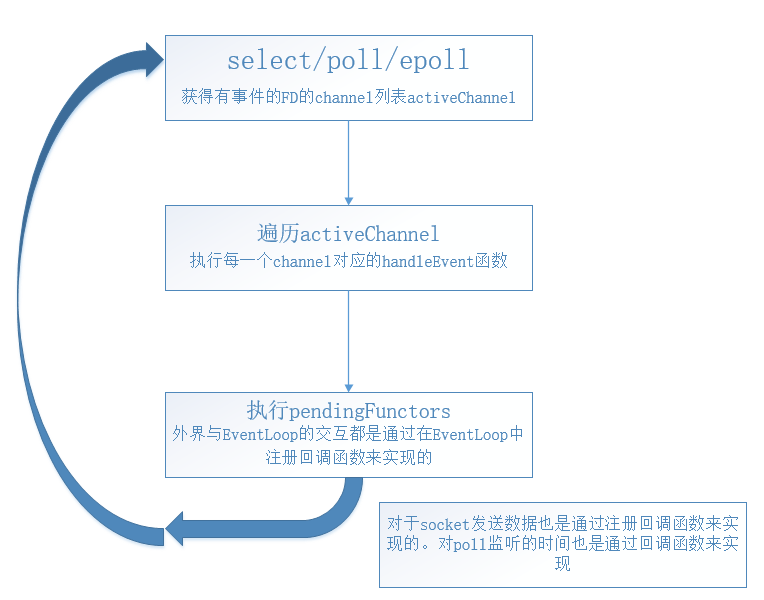 select/poll/epoll
获得有事件的FD的channel列表activeChannel
遍历activeChannel
执行每一个channel对应的handleEvent函数
执行pendingFunctors
外界与EventLoop的交互都是通过在EventLoop中
注册回调函数来实现的
对于socket发送数据也是通过注册回调函数来实
现的。对poll监听的时间也是通过回调函数来实
现